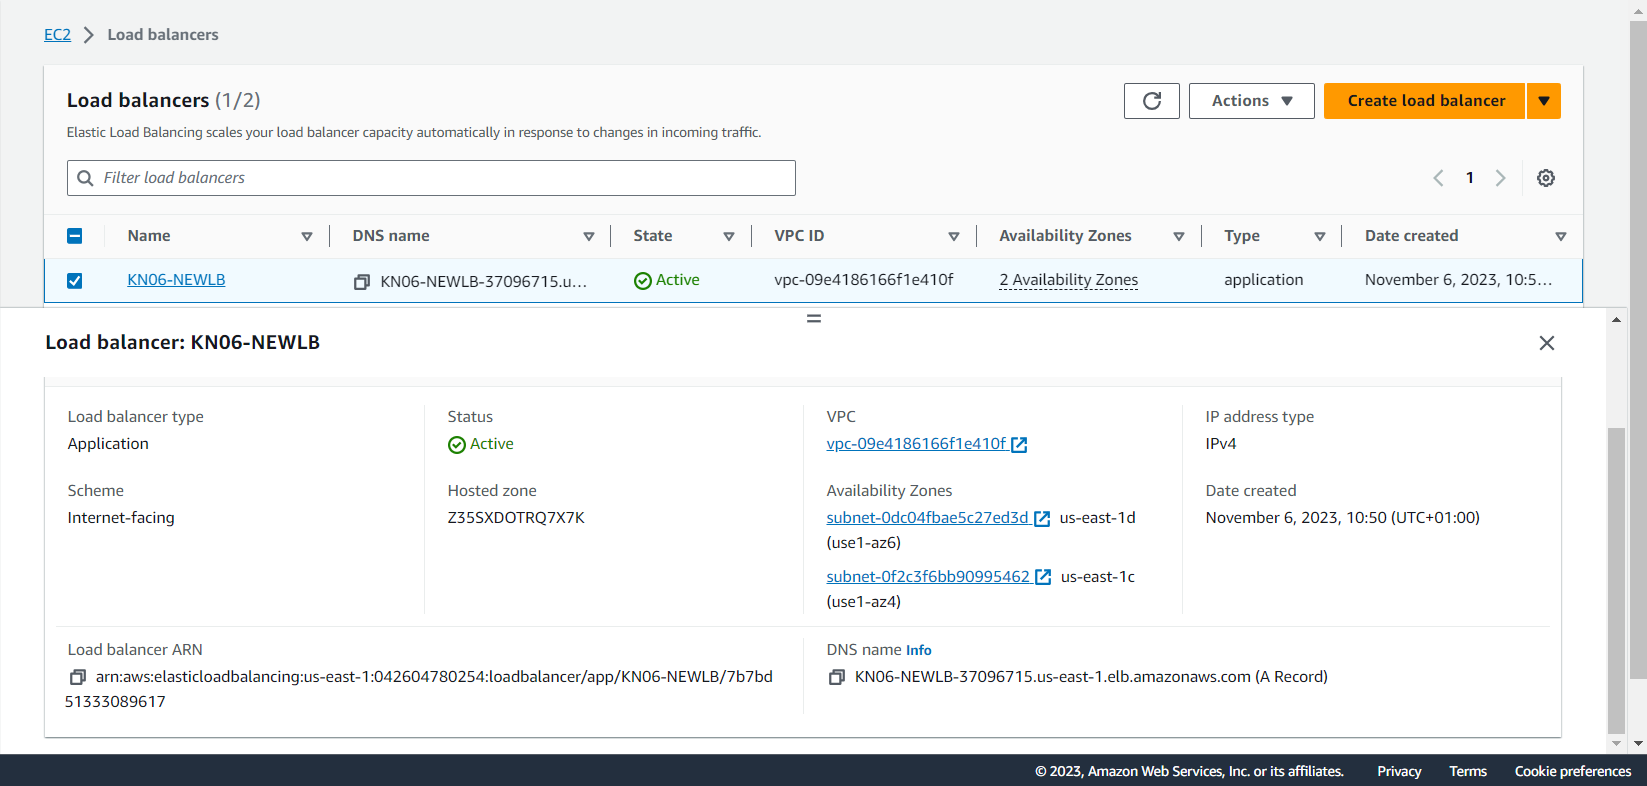 EC2 Load balancers
Load balancers (1/2)
Actions
Create load balancer
Elastic Load Balancing scales your load balancer capacity automatically in response to changes in incoming traffic.
Filter load balancers
1
Name DNS name State VPC ID Availability Zones Type Date created
KN06-NEWLB KN06-NEWLB-37096715.u... Active vpc-09e4186166f1e410f 2 Availability Zones application November 6, 2023, 10:5...
Load balancer: KN06-NEWLB
Load balancer type
Application
Status
Active
VPC
vpc-09e4186166f1e410f
IP address type
IPv4
Scheme
Internet-facing
Hosted zone
Z35SXDOTRQ7X7K
Availability Zones
subnet-0dc04fbae5c27ed3d us-east-1d
(use1-az6)
subnet-0f2c3f6bb90995462 us-east-1c
(use1-az4)
Date created
November 6, 2023, 10:50 (UTC+01:00)
Load balancer ARN
arn:aws:elasticloadbalancing:us-east-1:042604780254:loadbalancer/app/KN06-NEWLB/7b7bd
51333089617
DNS name Info
KN06-NEWLB-37096715.us-east-1.elb.amazonaws.com (A Record)
© 2023, Amazon Web Services, Inc. or its affiliates. Privacy Terms Cookie preferences